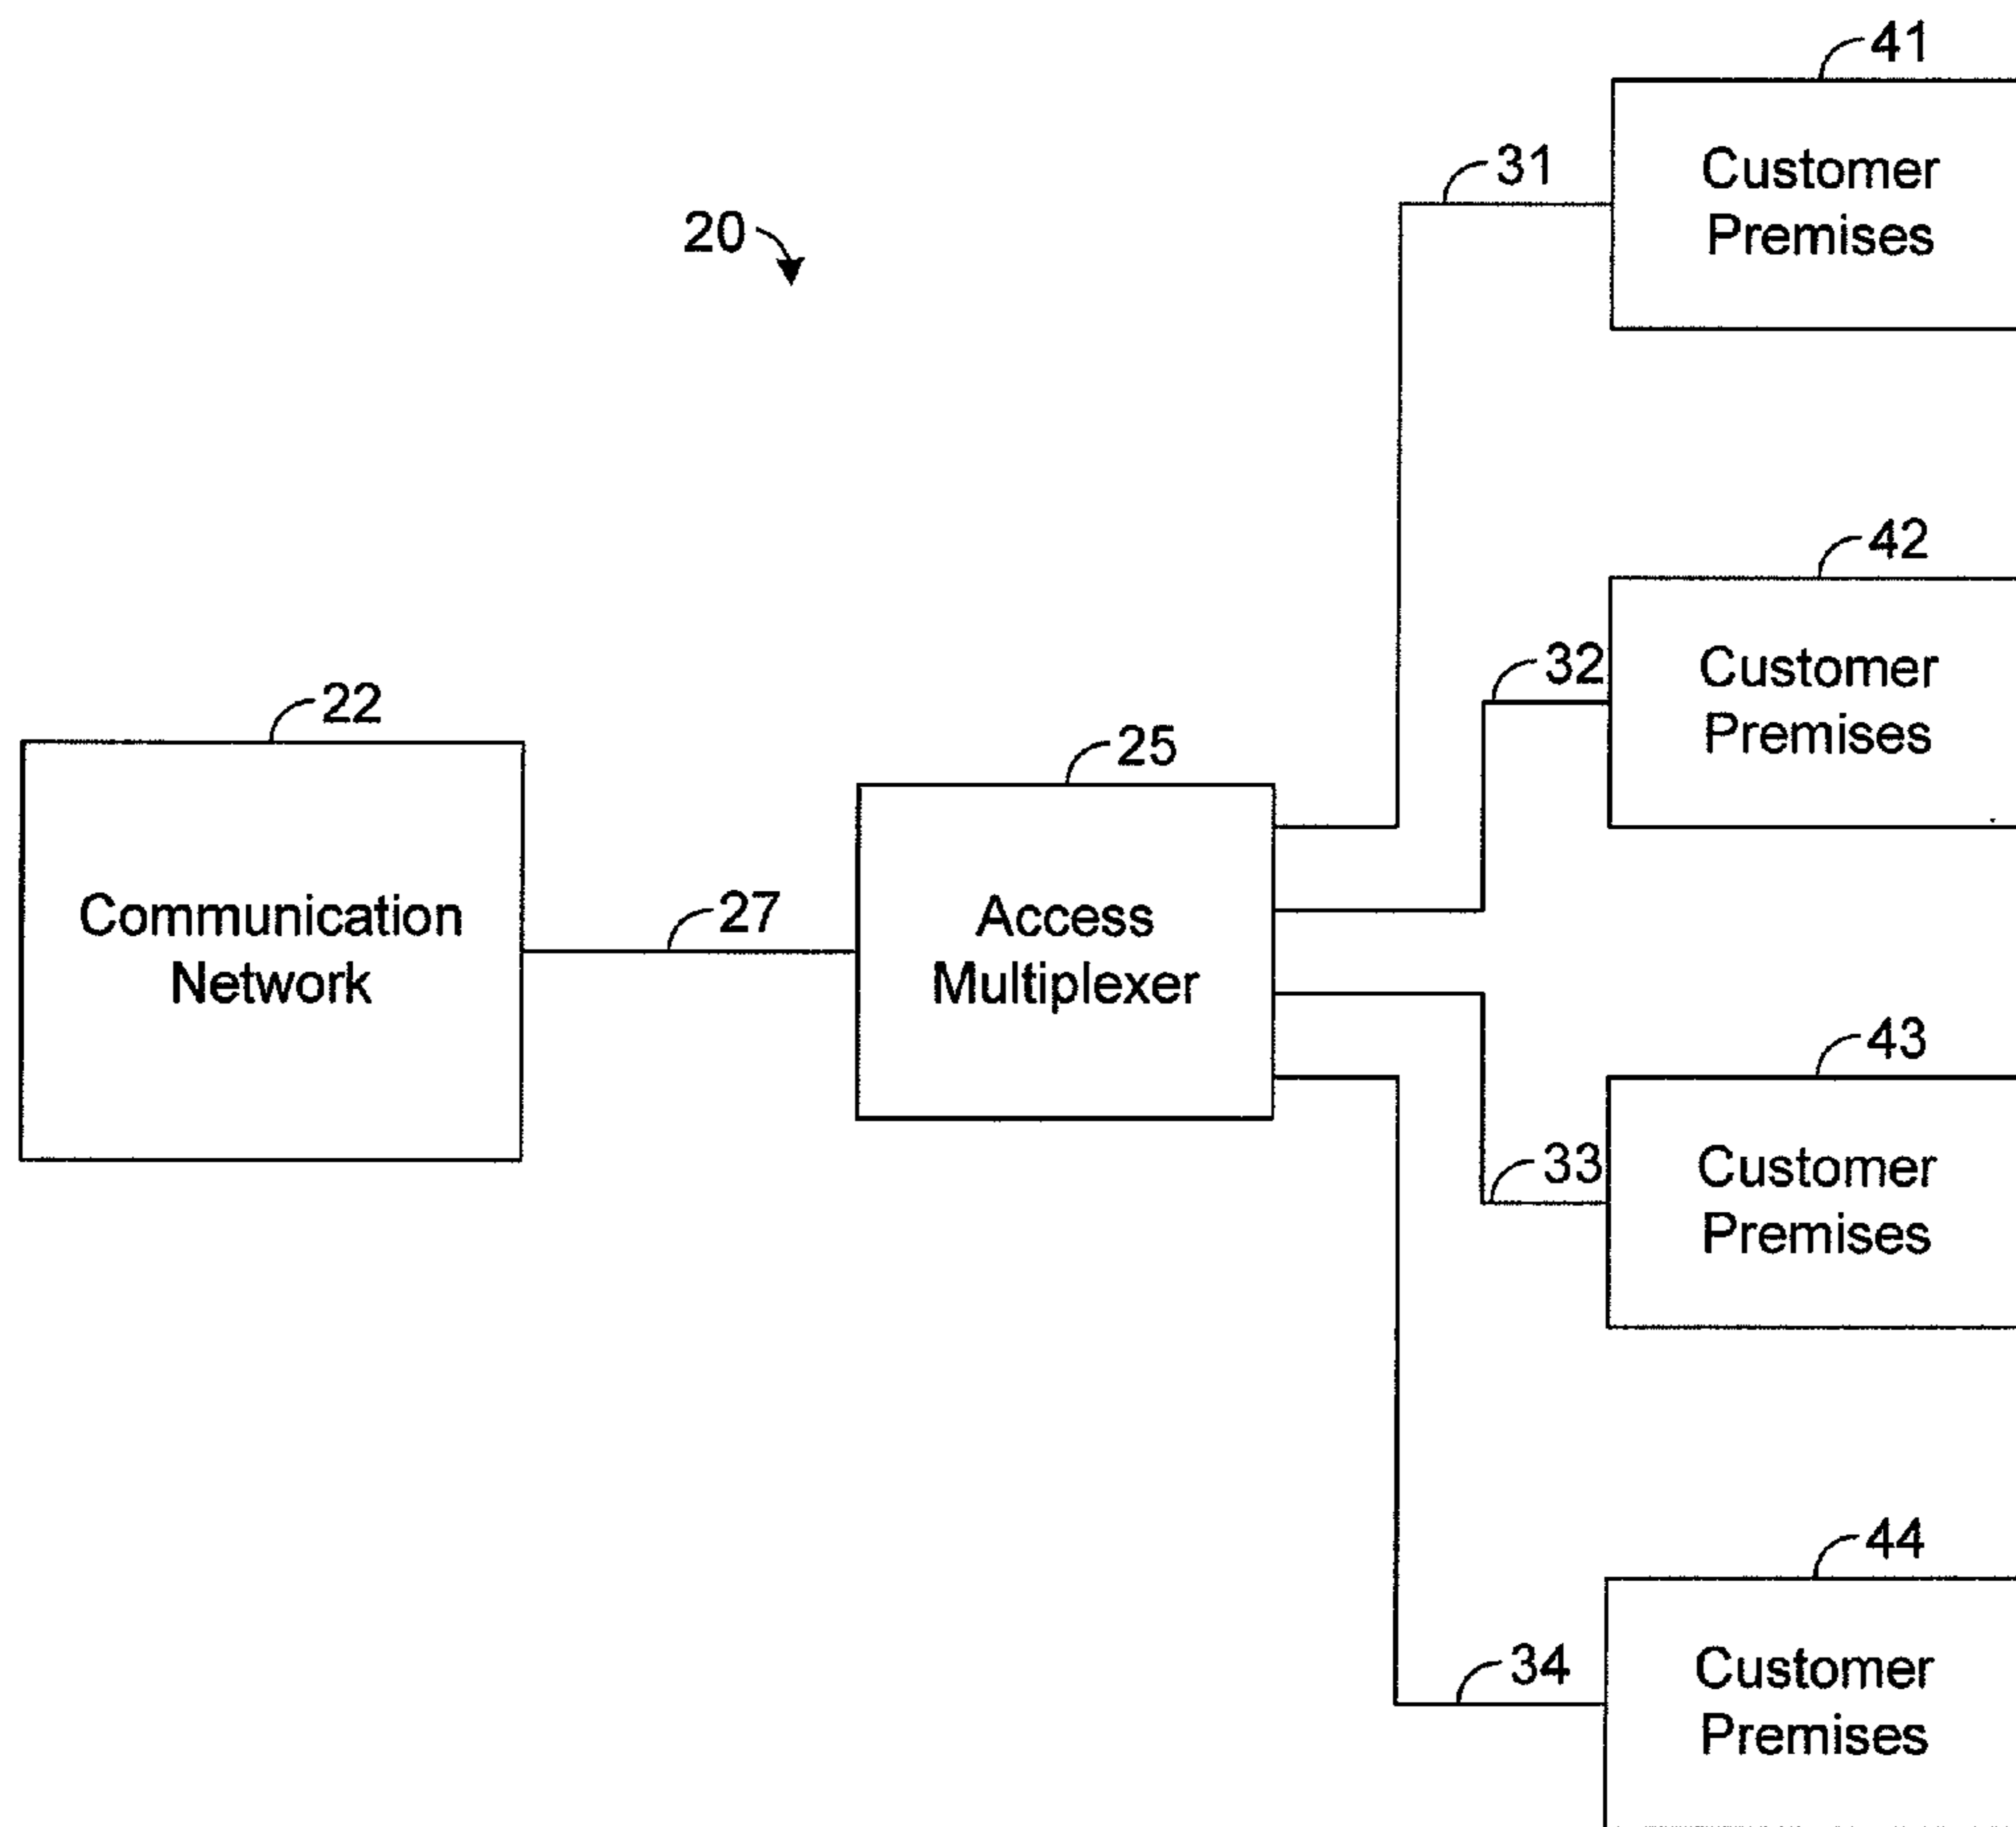 41
Customer
Premises
31
20
42
Customer
Premises
32
22
Communication
Network
27
25
Access
Multiplexer
43
Customer
Premises
33
44
Customer
Premises
34